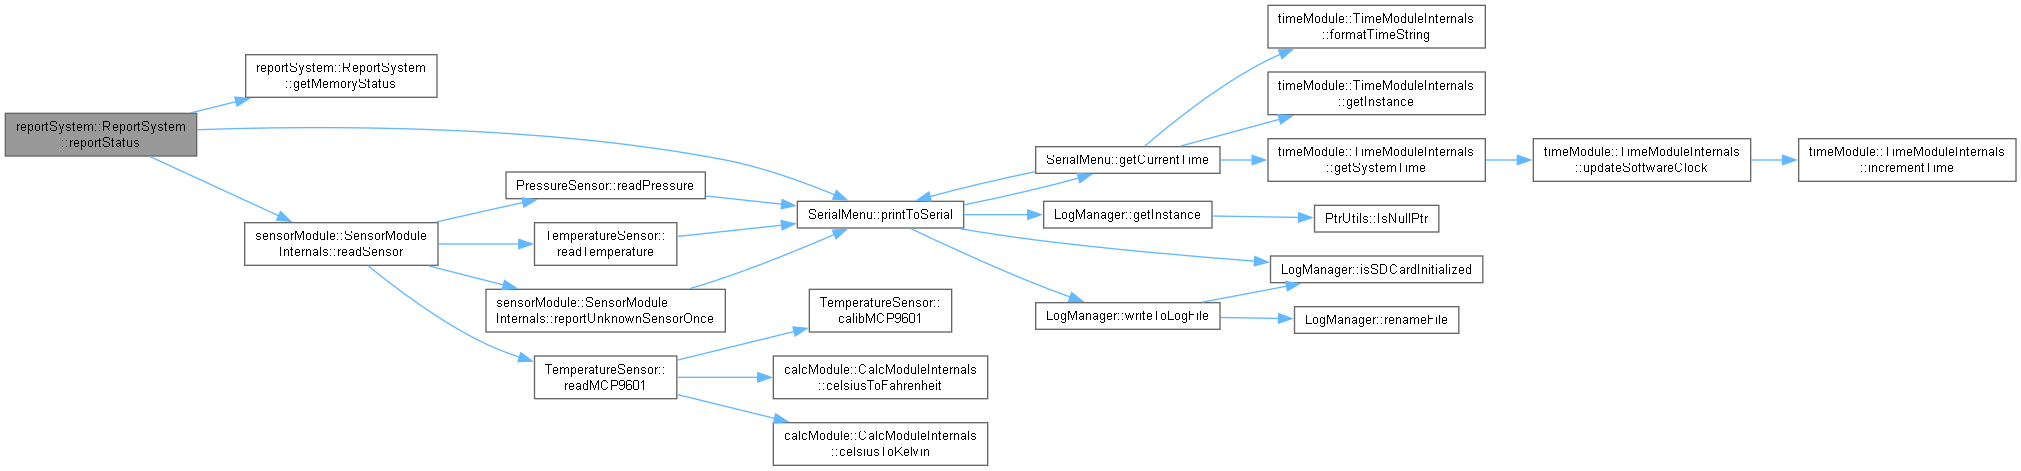 reportSystem::ReportSystem
::reportStatus
reportSystem::ReportSystem
::getMemoryStatus
sensorModule::SensorModule
Internals::readSensor
PressureSensor::readPressure
TemperatureSensor::
readTemperature
sensorModule::SensorModule
Internals::reportUnknownSensorOnce
TemperatureSensor::
readMCP9601
SerialMenu::printToSerial
TemperatureSensor::
calibMCP9601
calcModule::CalcModuleInternals
::celsiusToFahrenheit
calcModule::CalcModuleInternals
::celsiusToKelvin
SerialMenu::getCurrentTime
LogManager::getInstance
LogManager::writeToLogFile
timeModule::TimeModuleInternals
::formatTimeString
timeModule::TimeModuleInternals
::getInstance
timeModule::TimeModuleInternals
::getSystemTime
PtrUtils::IsNullPtr
LogManager::isSDCardInitialized
LogManager::renameFile
timeModule::TimeModuleInternals
::updateSoftwareClock
timeModule::TimeModuleInternals
::incrementTime